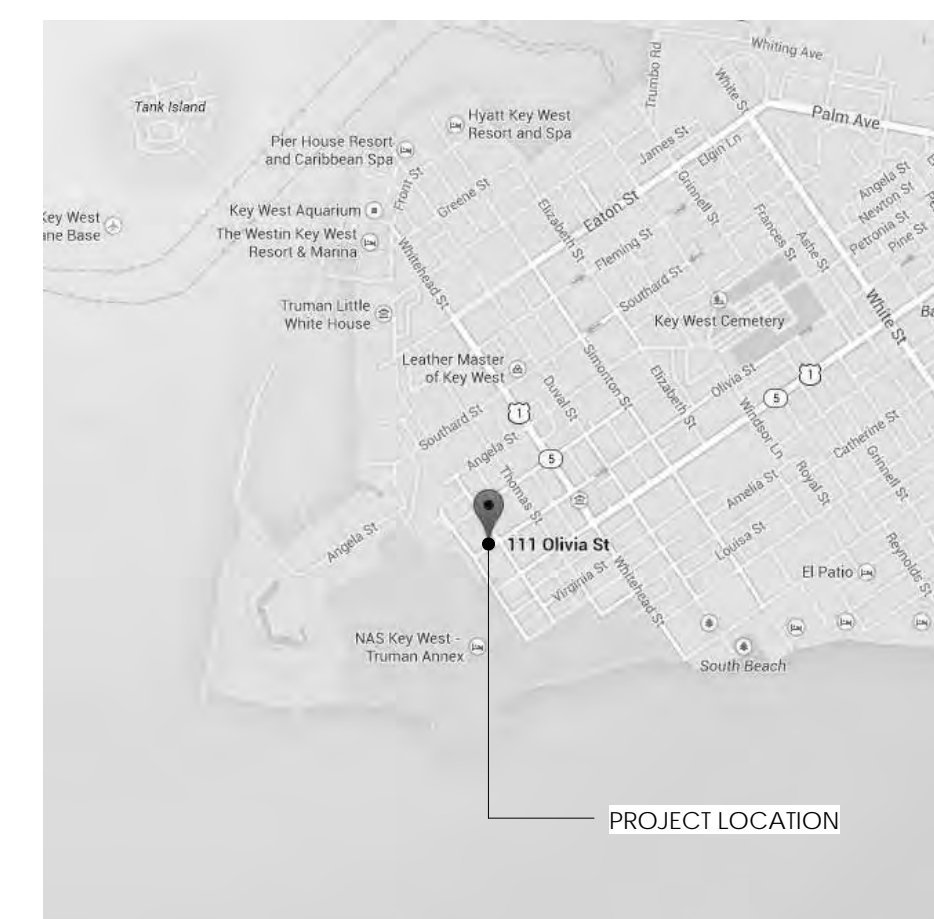 Whiting Ave
Trumbo Rd
White St
Palm Ave
Tank Island
Hyatt Key West
Resort and Spa
Pier House Resort
and Caribbean Spa
James St
Elgin Ln
Front St
Greene St
Grinnell St
Angela St
Newton St
Petronia St
Pine St
Key West Aquarium
Key West
ane Base
The Westin Key West
Resort & Marina
Elizabeth St
Eaton St
Frances St
Ashe St
Fleming St
Whitehead St
Southard St
Truman Little
White House
Key West Cemetery
White St
Ba
Leather Master
of Key West
Simonton St
Elizabeth St
Olivia St
1
5
Duval St
1
Southard St
Windsor Ln
Catherine St
Grinnell St
Angela St
5
Thomas St
Royal St
Amelia St
Angela St
111 Olivia St
Louisa St
Reynolds St
Virginia St
Whitehead St
El Patio
NAS Key West -
Truman Annex
South Beach
PROJECT LOCATION